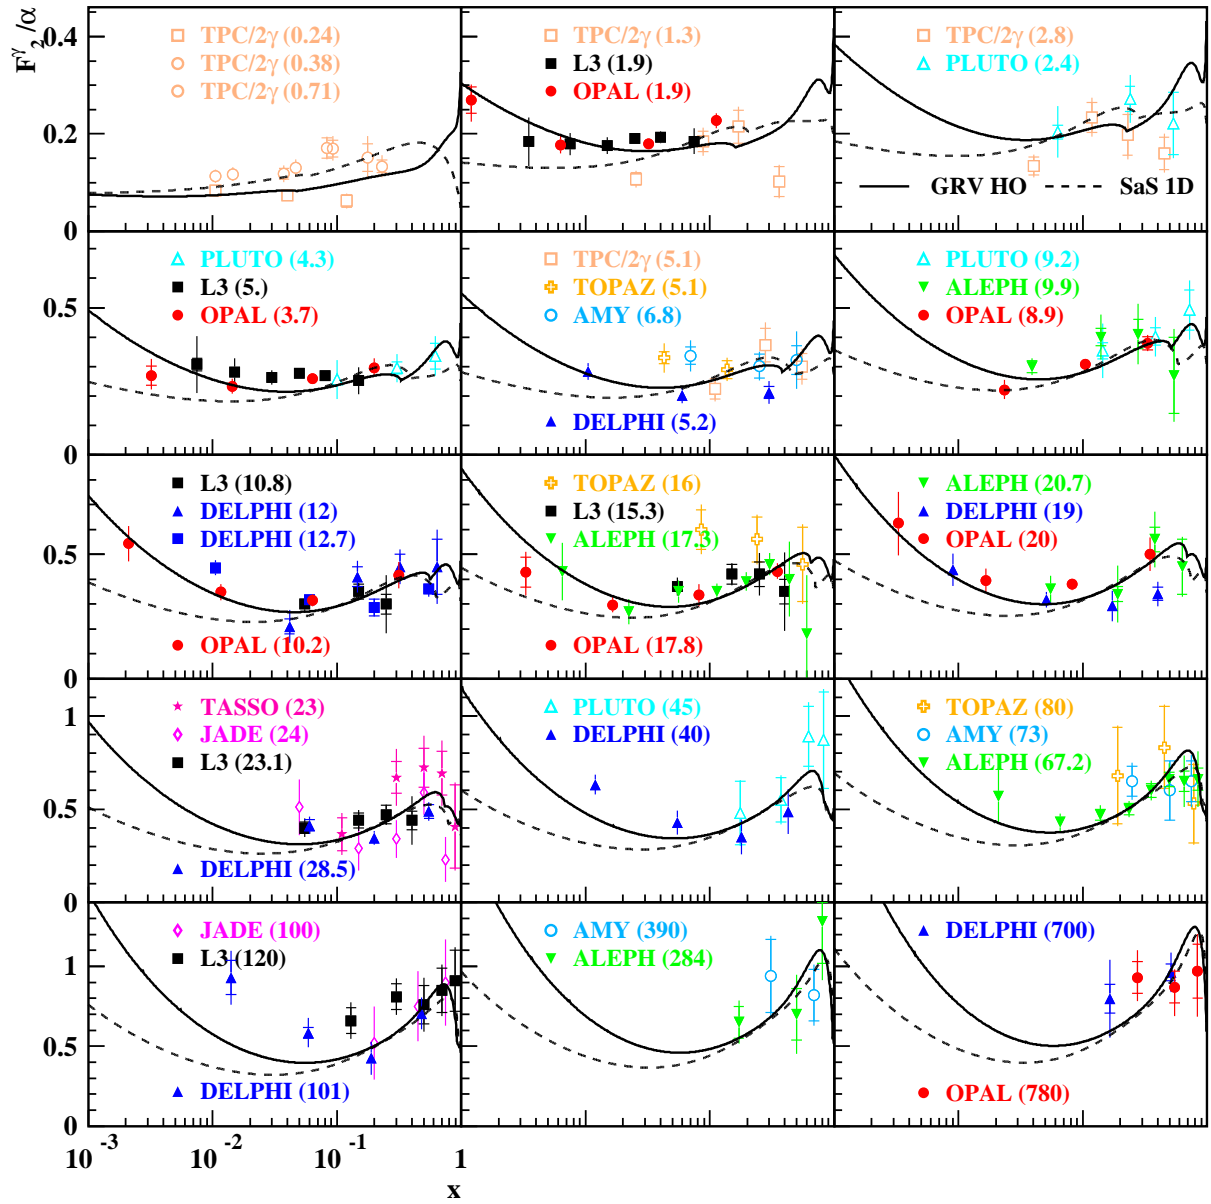 F₂^γ/α
0.4
0.2
0
TPC/2γ (0.24)
TPC/2γ (0.38)
TPC/2γ (0.71)
TPC/2γ (1.3)
L3 (1.9)
OPAL (1.9)
TPC/2γ (2.8)
PLUTO (2.4)
GRV HO
SaS 1D
0.5
0
PLUTO (4.3)
L3 (5.)
OPAL (3.7)
TPC/2γ (5.1)
TOPAZ (5.1)
AMY (6.8)
DELPHI (5.2)
PLUTO (9.2)
ALEPH (9.9)
OPAL (8.9)
0.5
0
L3 (10.8)
DELPHI (12)
DELPHI (12.7)
OPAL (10.2)
TOPAZ (16)
L3 (15.3)
ALEPH (17.3)
OPAL (17.8)
ALEPH (20.7)
DELPHI (19)
OPAL (20)
1
0.5
0
TASSO (23)
JADE (24)
L3 (23.1)
DELPHI (28.5)
PLUTO (45)
DELPHI (40)
TOPAZ (80)
AMY (73)
ALEPH (67.2)
1
0.5
0
JADE (100)
L3 (120)
DELPHI (101)
AMY (390)
ALEPH (284)
DELPHI (700)
OPAL (780)
10⁻³
10⁻²
10⁻¹
1
x